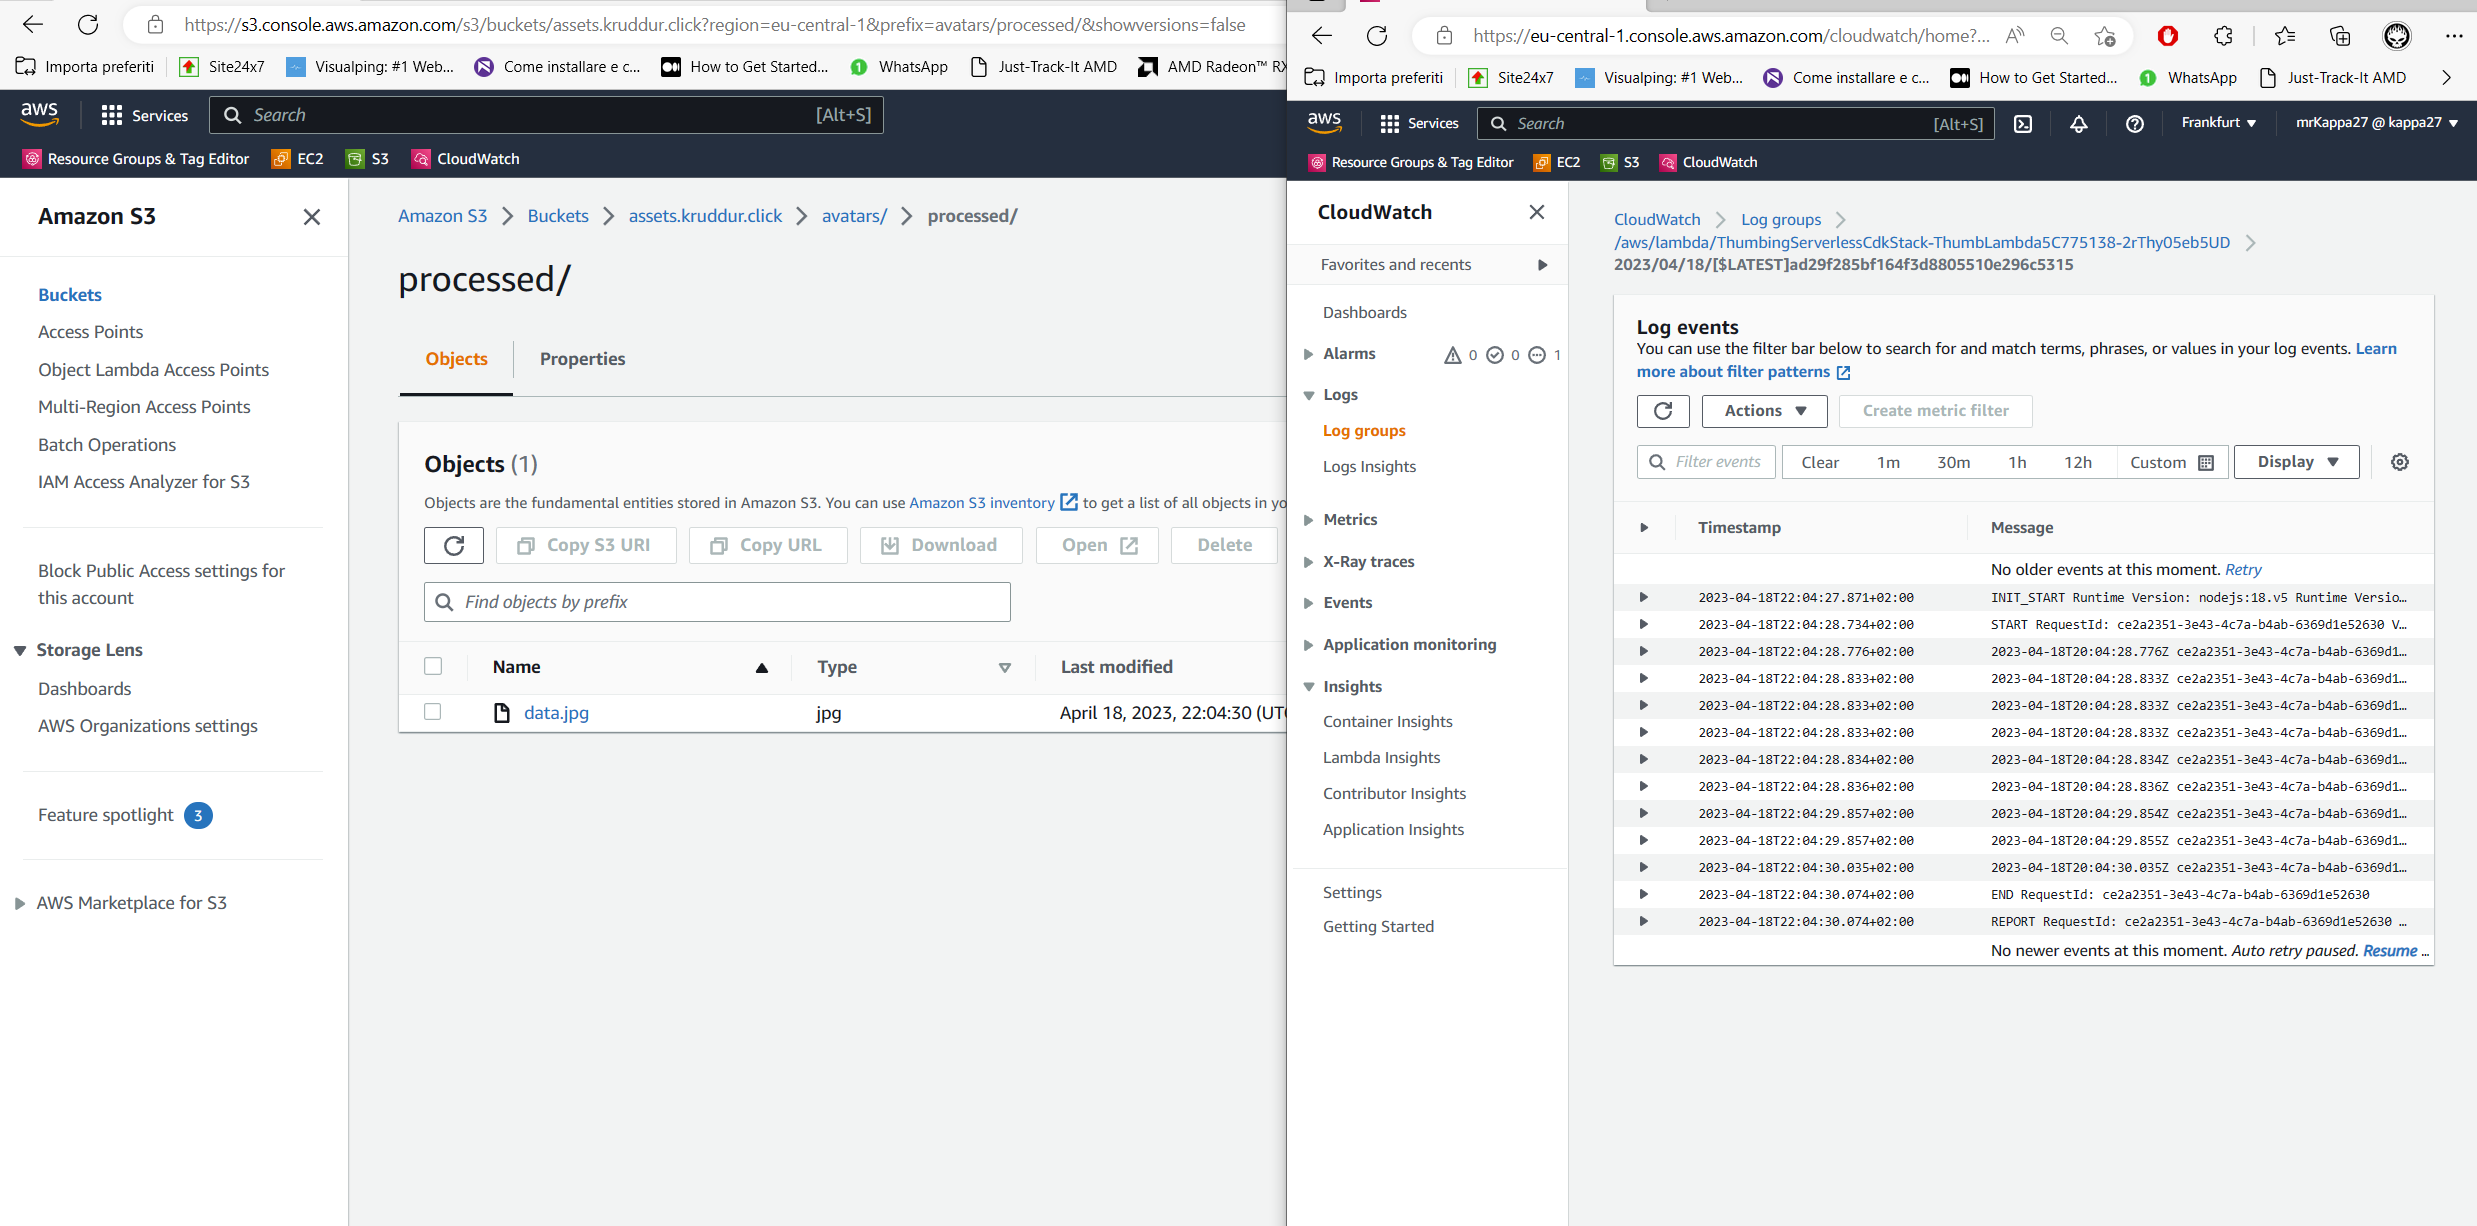 https://s3.console.aws.amazon.com/s3/buckets/assets.kruddur.click?region=eu-central-1&prefix=avatars/processed/&showversions=false
Importa preferiti
Site24x7
Visualping: #1 Web...
Come installare e c...
How to Get Started...
WhatsApp
Just-Track-It AMD
AMD Radeon™ RX
aws
Services
Search
[Alt+S]
Resource Groups & Tag Editor
EC2
S3
CloudWatch
Amazon S3
Buckets
Access Points
Object Lambda Access Points
Multi-Region Access Points
Batch Operations
IAM Access Analyzer for S3
Block Public Access settings for
this account
Storage Lens
Dashboards
AWS Organizations settings
Feature spotlight 3
AWS Marketplace for S3
Amazon S3
Buckets
assets.kruddur.click
avatars/
processed/
processed/
Objects
Properties
Objects (1)
Objects are the fundamental entities stored in Amazon S3. You can use Amazon S3 inventory to get a list of all objects in yo
Copy S3 URI
Copy URL
Download
Open
Delete
Find objects by prefix
Name
Type
Last modified
data.jpg
jpg
April 18, 2023, 22:04:30 (UT
https://eu-central-1.console.aws.amazon.com/cloudwatch/home?...
Importa preferiti
Site24x7
Visualping: #1 Web...
Come installare e c...
How to Get Started...
WhatsApp
Just-Track-It AMD
aws
Services
Search
[Alt+S]
Frankfurt
mrKappa27 @ kappa27
Resource Groups & Tag Editor
EC2
S3
CloudWatch
CloudWatch
Favorites and recents
Dashboards
Alarms 0 0 1
Logs
Log groups
Logs Insights
Metrics
X-Ray traces
Events
Application monitoring
Insights
Container Insights
Lambda Insights
Contributor Insights
Application Insights
Settings
Getting Started
CloudWatch
Log groups
/aws/lambda/ThumbingServerlessCdkStack-ThumbLambda5C775138-2rThy05eb5UD
2023/04/18/[$LATEST]ad29f285bf164f3d8805510e296c5315
Log events
You can use the filter bar below to search for and match terms, phrases, or values in your log events. Learn
more about filter patterns
Actions
Create metric filter
Filter events
Clear
1m
30m
1h
12h
Custom
Display
Timestamp
Message
No older events at this moment. Retry
2023-04-18T22:04:27.871+02:00 INIT_START Runtime Version: nodejs:18.v5 Runtime Versio...
2023-04-18T22:04:28.734+02:00 START RequestId: ce2a2351-3e43-4c7a-b4ab-6369d1e52630 V...
2023-04-18T22:04:28.776+02:00 2023-04-18T20:04:28.776Z ce2a2351-3e43-4c7a-b4ab-6369d1...
2023-04-18T22:04:28.833+02:00 2023-04-18T20:04:28.833Z ce2a2351-3e43-4c7a-b4ab-6369d1...
2023-04-18T22:04:28.833+02:00 2023-04-18T20:04:28.833Z ce2a2351-3e43-4c7a-b4ab-6369d1...
2023-04-18T22:04:28.833+02:00 2023-04-18T20:04:28.833Z ce2a2351-3e43-4c7a-b4ab-6369d1...
2023-04-18T22:04:28.834+02:00 2023-04-18T20:04:28.834Z ce2a2351-3e43-4c7a-b4ab-6369d1...
2023-04-18T22:04:28.836+02:00 2023-04-18T20:04:28.836Z ce2a2351-3e43-4c7a-b4ab-6369d1...
2023-04-18T22:04:29.857+02:00 2023-04-18T20:04:29.854Z ce2a2351-3e43-4c7a-b4ab-6369d1...
2023-04-18T22:04:29.857+02:00 2023-04-18T20:04:29.855Z ce2a2351-3e43-4c7a-b4ab-6369d1...
2023-04-18T22:04:30.035+02:00 2023-04-18T20:04:30.035Z ce2a2351-3e43-4c7a-b4ab-6369d1...
2023-04-18T22:04:30.074+02:00 END RequestId: ce2a2351-3e43-4c7a-b4ab-6369d1e52630
2023-04-18T22:04:30.074+02:00 REPORT RequestId: ce2a2351-3e43-4c7a-b4ab-6369d1e52630 ...
No newer events at this moment. Auto retry paused. Resume ...